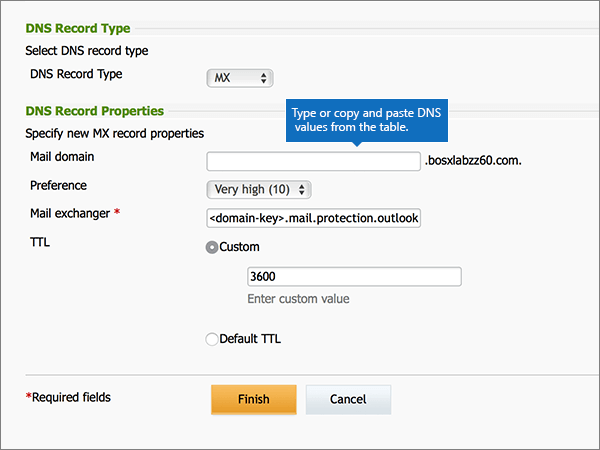 DNS Record Type
Select DNS record type
DNS Record Type
MX
DNS Record Properties
Type or copy and paste DNS
values from the table.
Specify new MX record properties
Mail domain
.bosxlabzz60.com.
Preference
Very high (10)
Mail exchanger *
<domain-key>.mail.protection.outlook
TTL
Custom
3600
Enter custom value
Default TTL
*Required fields
Finish
Cancel